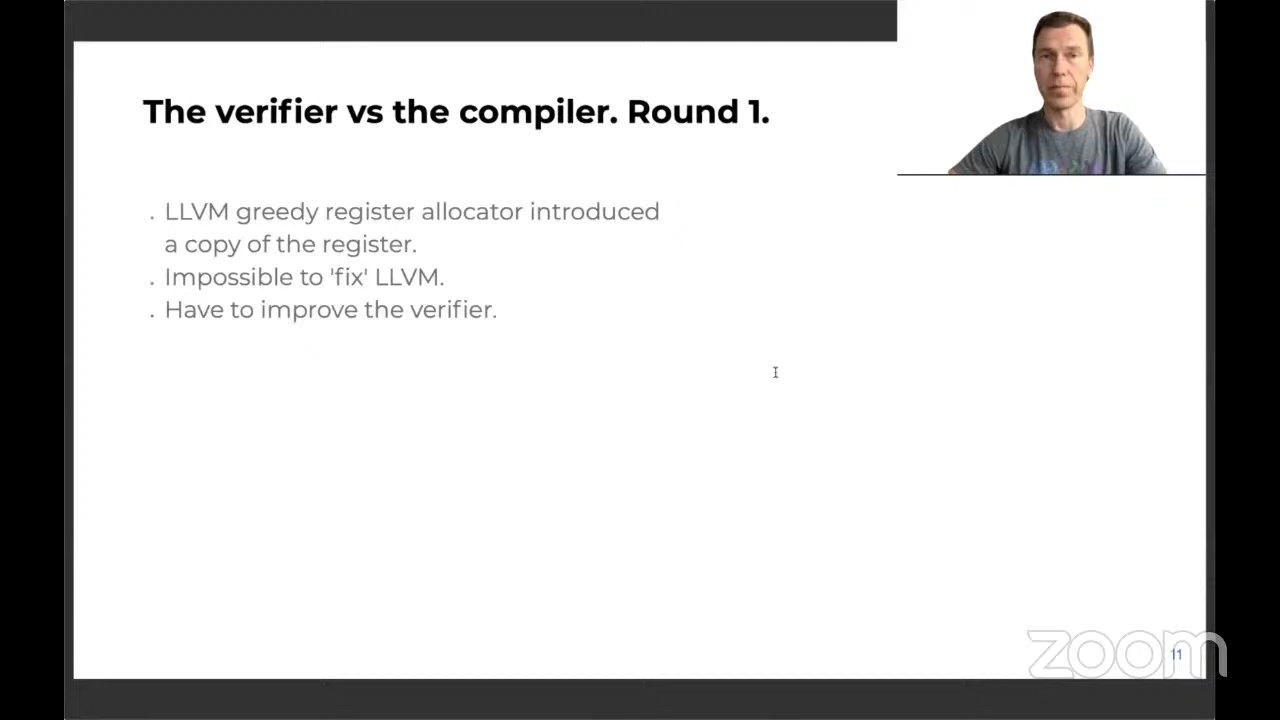 The verifier vs the compiler. Round 1.
. LLVM greedy register allocator introduced
a copy of the register.
. Impossible to 'fix' LLVM.
. Have to improve the verifier.
zoom
11